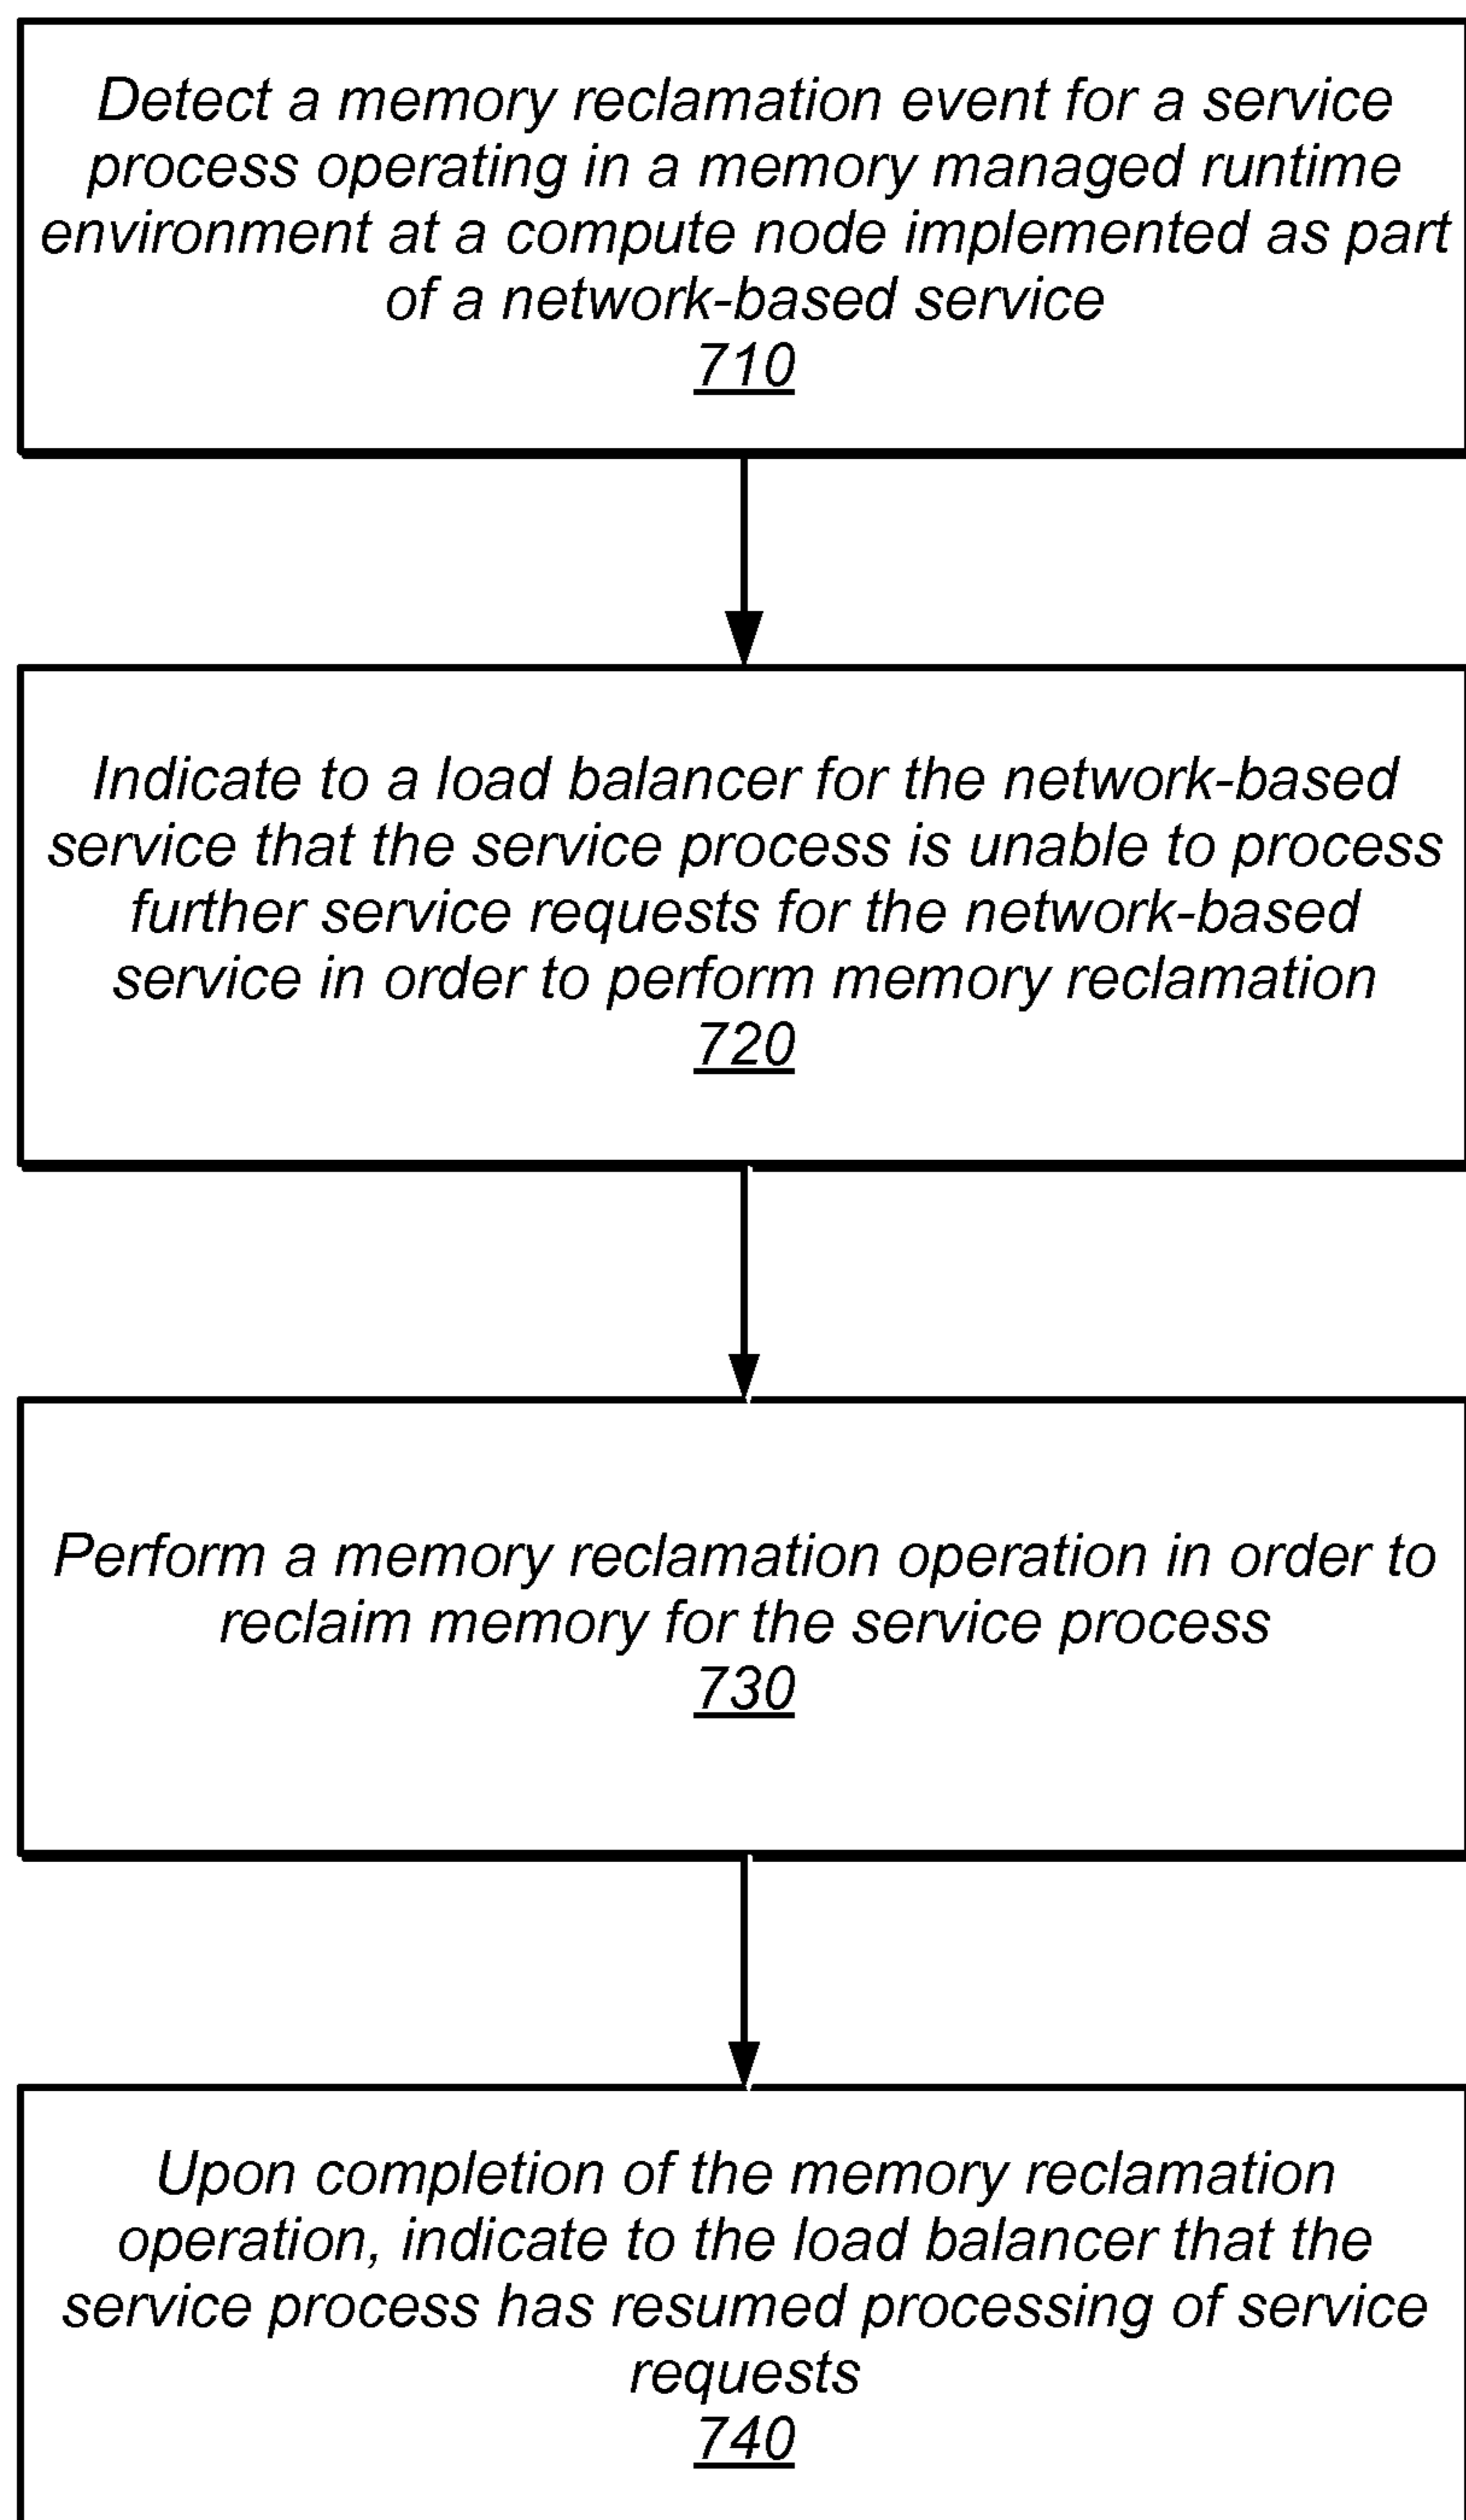 Detect a memory reclamation event for a service
process operating in a memory managed runtime
environment at a compute node implemented as part
of a network-based service
710
Indicate to a load balancer for the network-based
service that the service process is unable to process
further service requests for the network-based
service in order to perform memory reclamation
720
Perform a memory reclamation operation in order to
reclaim memory for the service process
730
Upon completion of the memory reclamation
operation, indicate to the load balancer that the
service process has resumed processing of service
requests
740